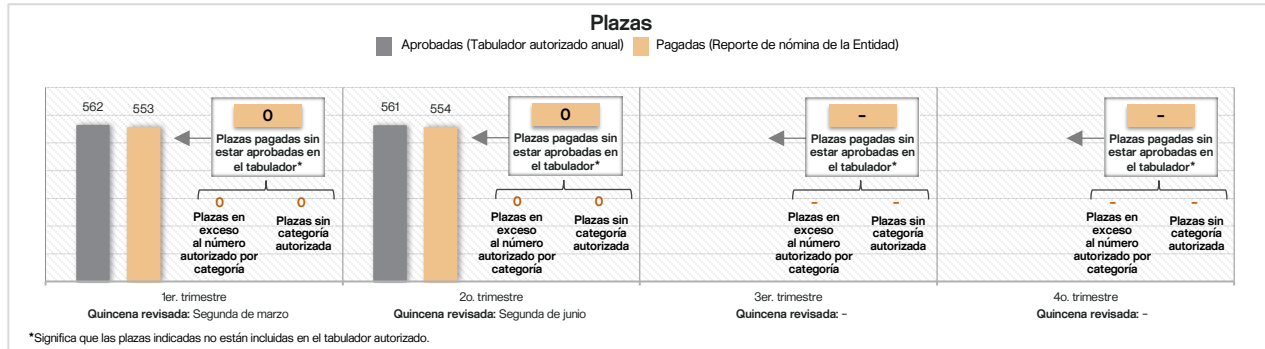 Plazas
Aprobadas (Tabulador autorizado anual) Pagadas (Reporte de nómina de la Entidad)
562
553
0
Plazas pagadas sin
estar aprobadas en
el tabulador*
0
0
Plazas en
exceso
al número
autorizado por
categoría
Plazas sin
categoría
autorizada
1er. trimestre
Quincena revisada: Segunda de marzo
561
554
0
Plazas pagadas sin
estar aprobadas en
el tabulador*
0
0
Plazas en
exceso
al número
autorizado por
categoría
Plazas sin
categoría
autorizada
2o. trimestre
Quincena revisada: Segunda de junio
-
Plazas pagadas sin
estar aprobadas en
el tabulador*
-
-
Plazas en
exceso
al número
autorizado por
categoría
Plazas sin
categoría
autorizada
3er. trimestre
Quincena revisada: -
-
Plazas pagadas sin
estar aprobadas en
el tabulador*
-
-
Plazas en
exceso
al número
autorizado por
categoría
Plazas sin
categoría
autorizada
4o. trimestre
Quincena revisada: -
*Significa que las plazas indicadas no están incluidas en el tabulador autorizado.